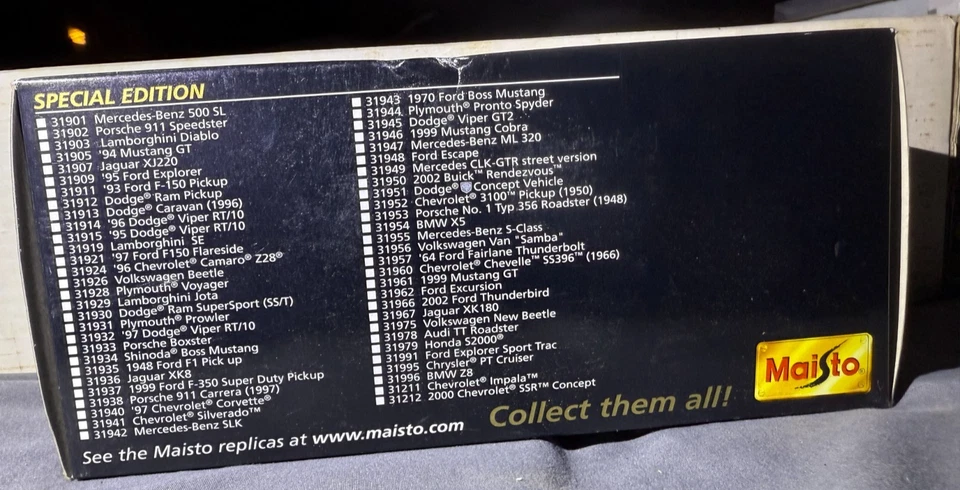 SPECIAL EDITION
31901 Mercedes-Benz 500 SL
31902 Porsche 911 Speedster
31903 Lamborghini Diablo
31905 '94 Mustang GT
31907 Jaguar XJ220
31909 '95 Ford Explorer
31911 '93 Ford F-150 Pickup
31912 Dodge® Ram Pickup
31913 Dodge® Caravan (1996)
31914 '96 Dodge® Viper RT/10
31915 '95 Dodge® Viper RT/10
31919 Lamborghini SE
31921 '97 Ford F150 Flareside
31924 '96 Chevrolet® Camaro® Z28®
31926 Volkswagen Beetle
31928 Plymouth® Voyager
31929 Lamborghini Jota
31930 Dodge® Ram SuperSport (SS/T)
31931 Plymouth® Prowler
31932 '97 Dodge® Viper RT/10
31933 Porsche Boxster
31934 Shinoda® Boss Mustang
31935 1948 Ford F1 Pick up
31936 Jaguar XK8
31937 1999 Ford F-350 Super Duty Pickup
31938 Porsche 911 Carrera (1997)
31940 '97 Chevrolet® Corvette®
31941 Chevrolet® Silverado™
31942 Mercedes-Benz SLK
31943 1970 Ford Boss Mustang
31944 Plymouth® Pronto Spyder
31945 Dodge® Viper GT2
31946 1999 Mustang Cobra
31947 Mercedes-Benz ML 320
31948 Ford Escape
31949 Mercedes CLK-GTR street version
31950 2002 Buick™ Rendezvous™
31951 Dodge® Concept Vehicle
31952 Chevrolet® 3100™ Pickup (1950)
31953 Porsche No. 1 Typ 356 Roadster (1948)
31954 BMW X5
31955 Mercedes-Benz S-Class
31956 Volkswagen Van "Samba"
31957 '64 Ford Fairlane Thunderbolt
31960 Chevrolet® Chevelle™ SS396™ (1966)
31961 1999 Mustang GT
31962 Ford Excursion
31966 2002 Ford Thunderbird
31967 Jaguar XK180
31975 Volkswagen New Beetle
31978 Audi TT Roadster
31979 Honda S2000®
31991 Ford Explorer Sport Trac
31995 Chrysler® PT Cruiser
31996 BMW Z8
31211 Chevrolet® Impala™
31212 2000 Chevrolet® SSR™ Concept
See the Maisto replicas at www.maisto.com
Collect them all!
Maisto®